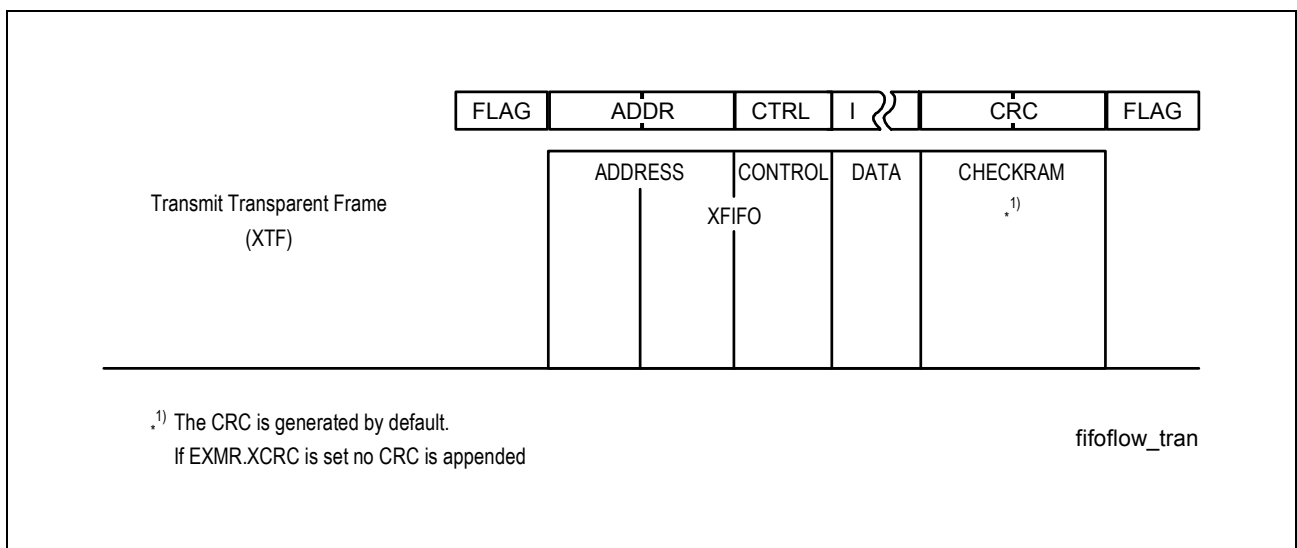 FLAG ADDR CTRL I CRC FLAG
ADDRESS CONTROL DATA CHECKRAM
Transmit Transparent Frame XFIFO *1)
(XTF)
*1) The CRC is generated by default.
If EXMR.XCRC is set no CRC is appended
fifoflow_tran